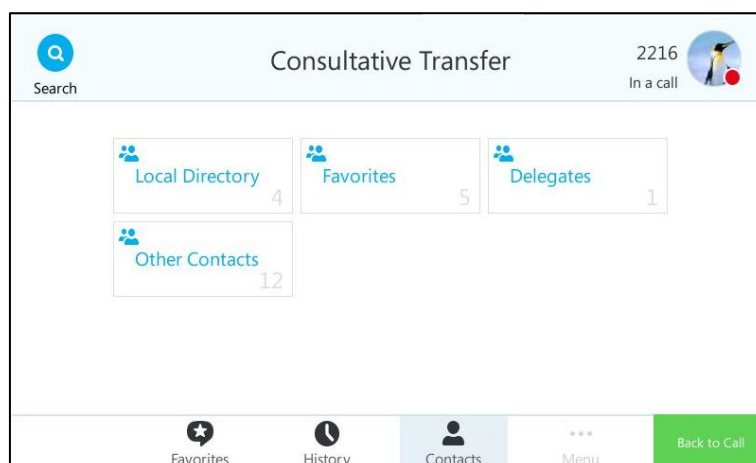 Consultative Transfer
2216
In a call
Search
Local Directory
4
Favorites
5
Delegates
1
Other Contacts
12
Favorites
History
Contacts
Menu
Back to Call